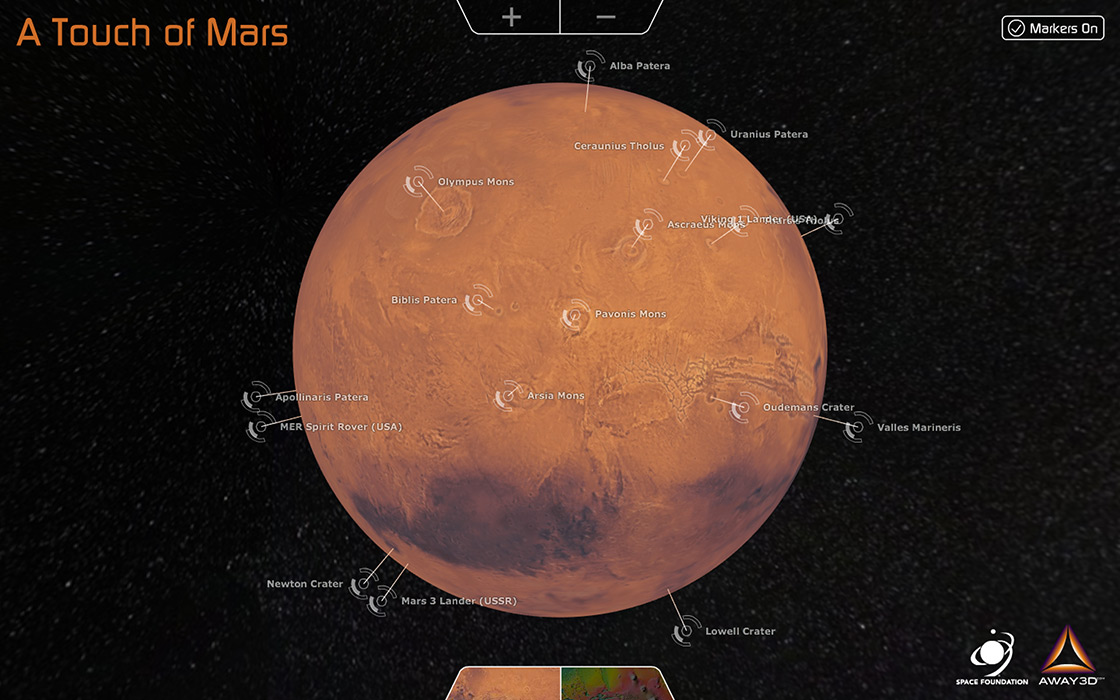 A Touch of Mars
+
−
Markers On
Alba Patera
Uranius Patera
Ceraunius Tholus
Olympus Mons
Viking 1 Lander (USA)
Ascraeus Mons
Tholus
Biblis Patera
Pavonis Mons
Apollinaris Patera
Arsia Mons
Oudemans Crater
MER Spirit Rover (USA)
Valles Marineris
Newton Crater
Mars 3 Lander (USSR)
Lowell Crater
SPACE FOUNDATION
AWAY3D